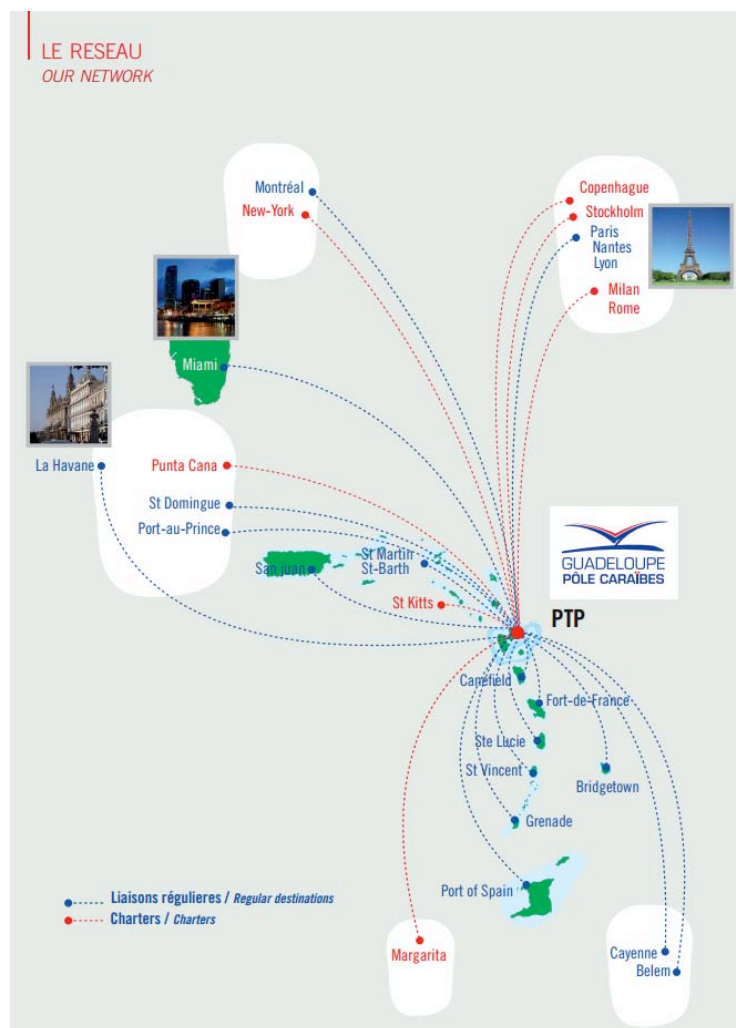 LE RESEAU
OUR NETWORK
Montréal
New-York
Copenhague
Stockholm
Paris
Nantes
Lyon
Milan
Rome
Miami
La Havane
Punta Cana
St Domingue
Port-au-Prince
San juan
St Martin
St-Barth
St Kitts
GUADELOUPE
PÔLE CARAÏBES
PTP
Canefield
Fort-de-France
Ste Lucie
St Vincent
Bridgetown
Grenade
Port of Spain
Liaisons régulieres / Regular destinations
Charters / Charters
Margarita
Cayenne
Belem